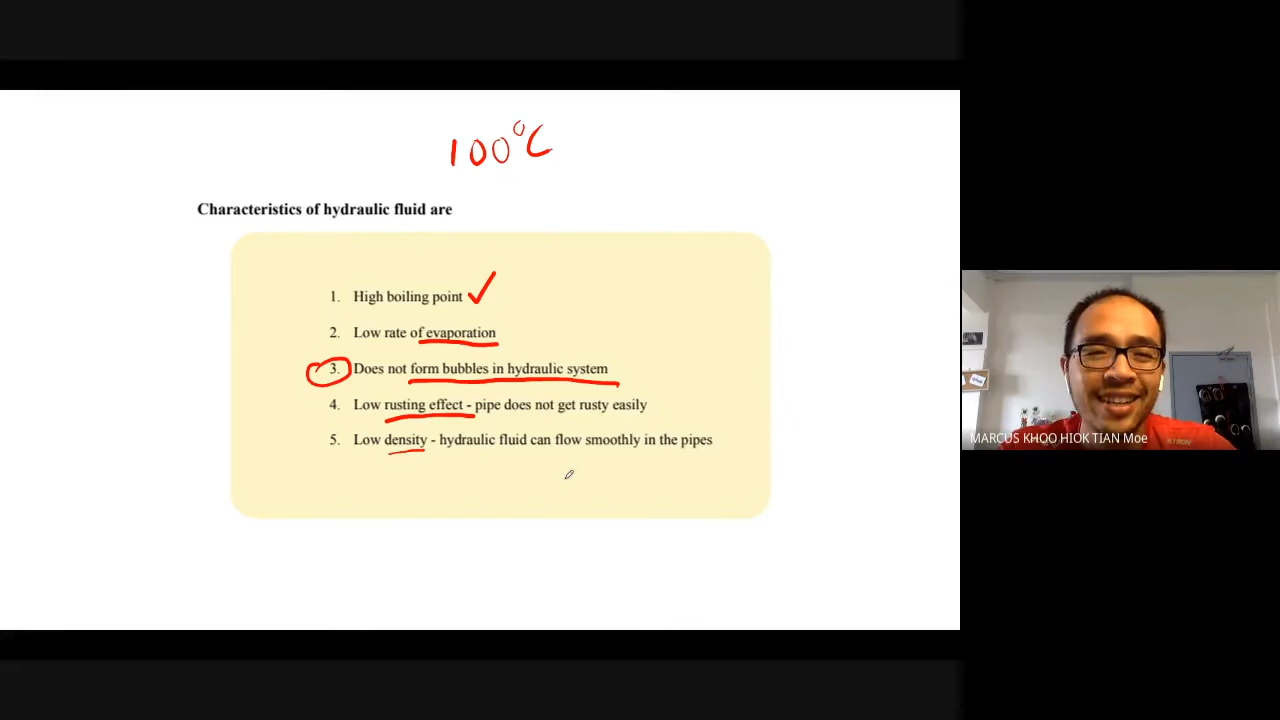 100°C
Characteristics of hydraulic fluid are
1. High boiling point ✓
2. Low rate of evaporation
3. Does not form bubbles in hydraulic system
4. Low rusting effect - pipe does not get rusty easily
5. Low density - hydraulic fluid can flow smoothly in the pipes
MARCUS KHOO HIOK TIAN Moe